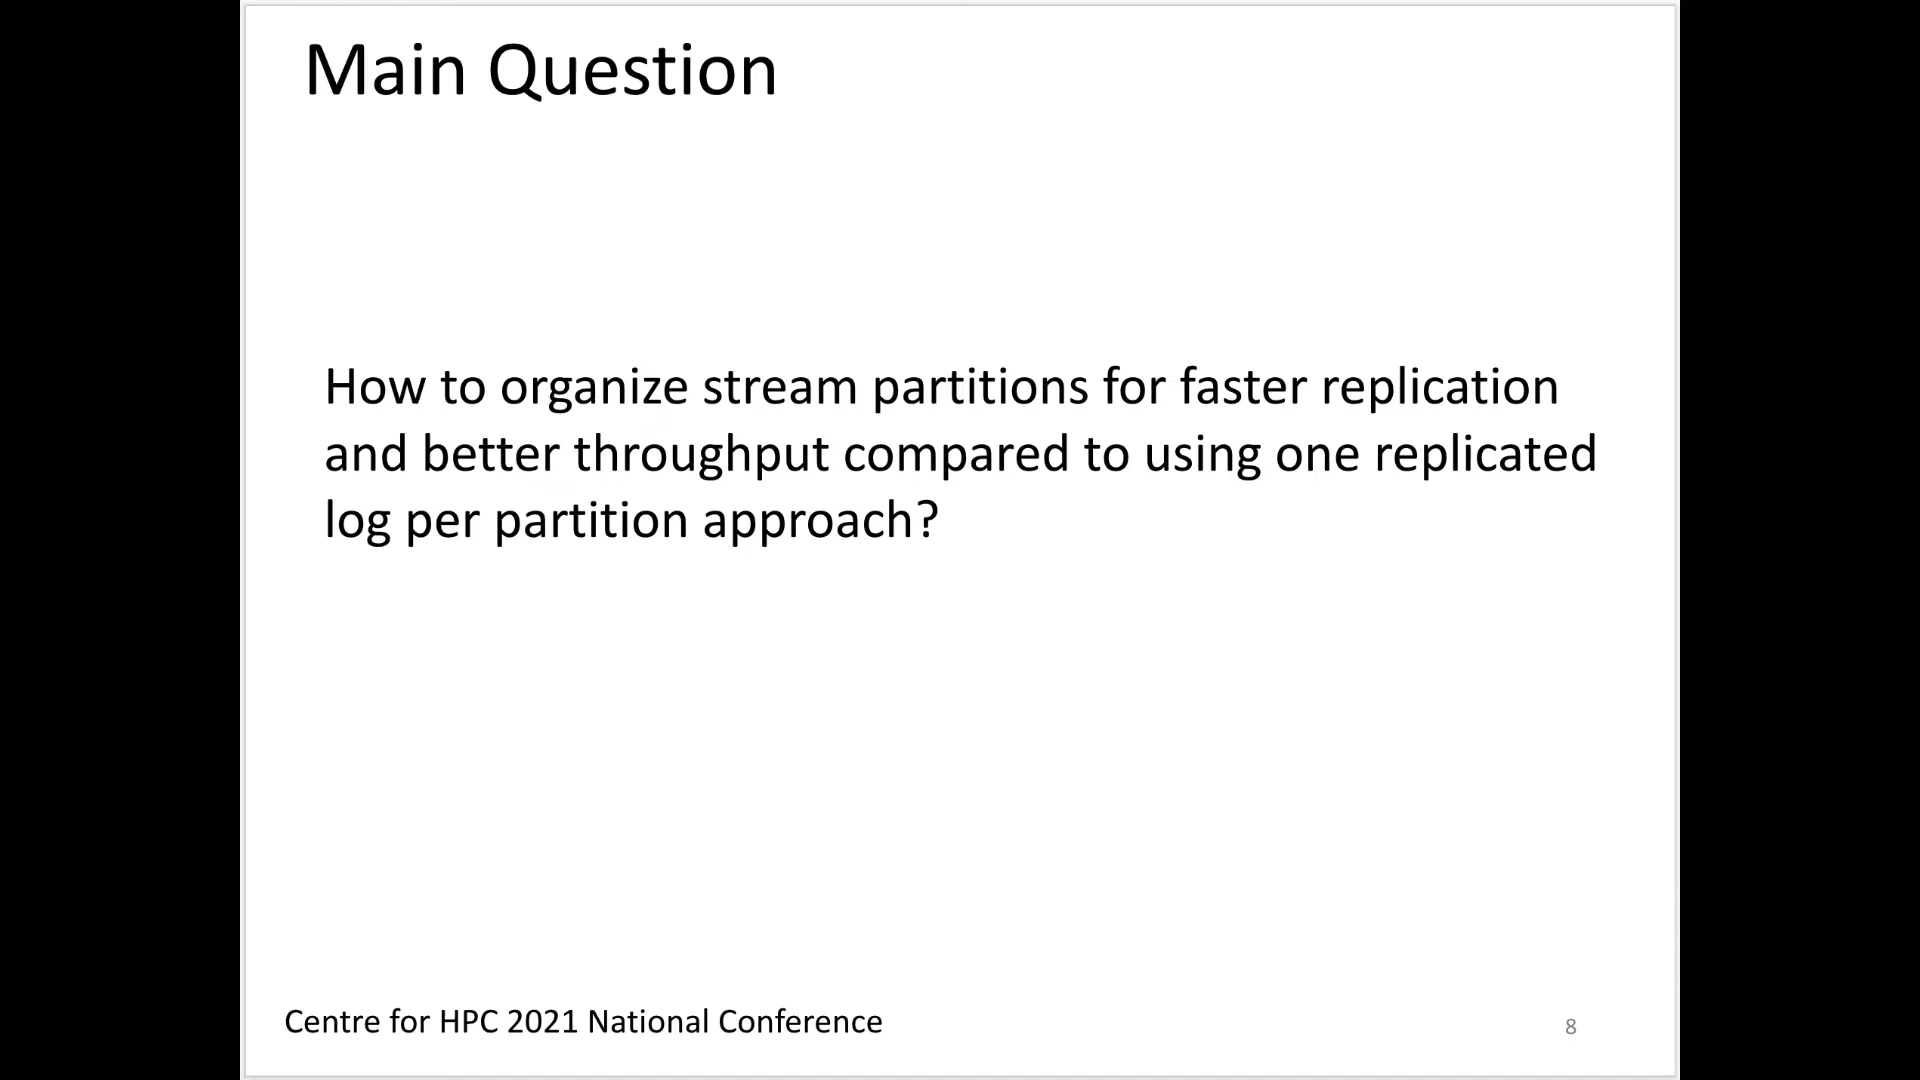 Main Question
How to organize stream partitions for faster replication
and better throughput compared to using one replicated
log per partition approach?
Centre for HPC 2021 National Conference
8